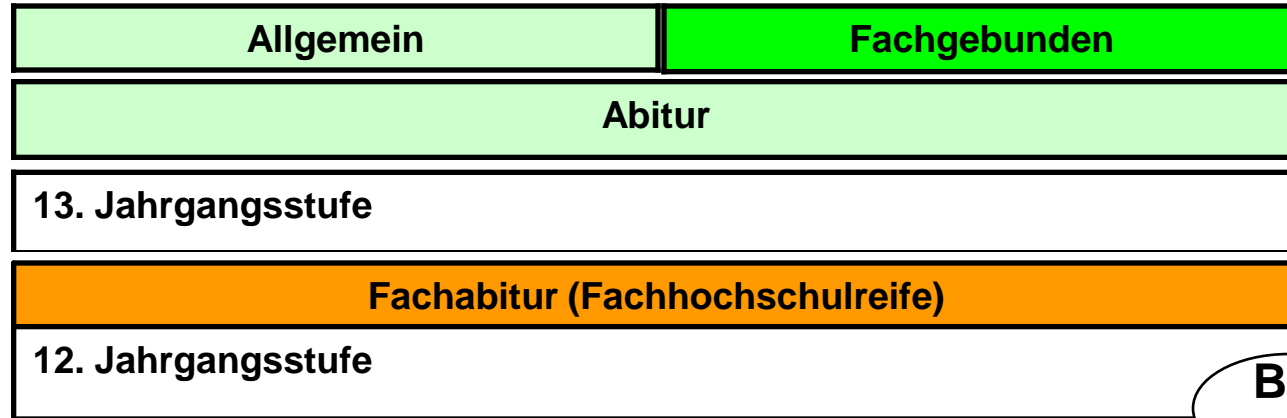 Allgemein Fachgebunden
Abitur
13. Jahrgangsstufe
Fachabitur (Fachhochschulreife)
12. Jahrgangsstufe
B